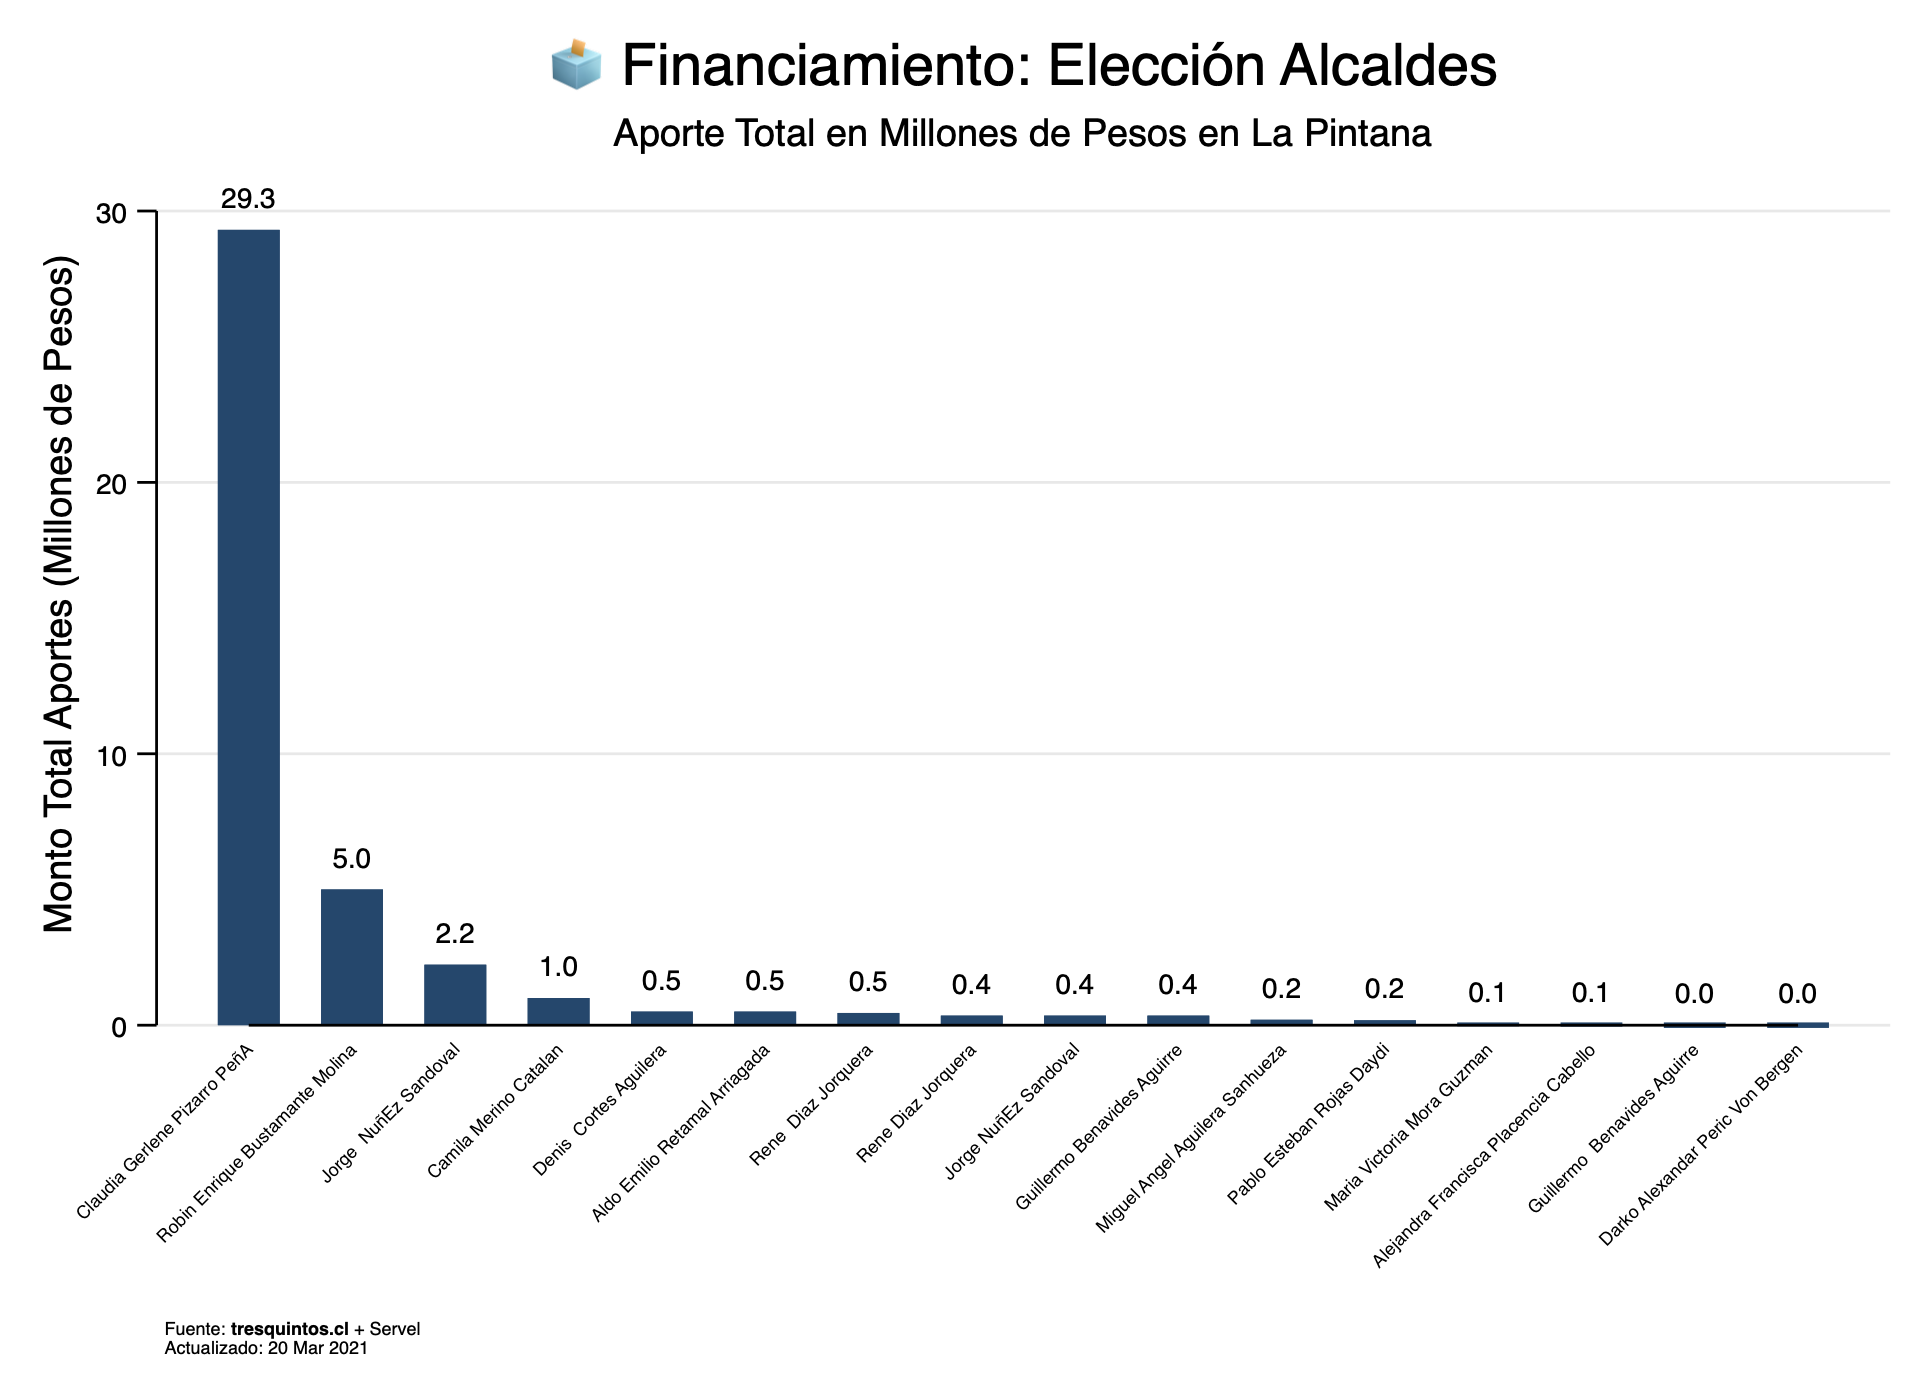 Financiamiento: Elección Alcaldes
Aporte Total en Millones de Pesos en La Pintana
Monto Total Aportes (Millones de Pesos)
30
20
10
0
29.3
5.0
2.2
1.0
0.5
0.5
0.5
0.4
0.4
0.4
0.2
0.2
0.1
0.1
0.0
0.0
Claudia Gerlene Pizarro PeñA
Robin Enrique Bustamante Molina
Jorge  NuñEz Sandoval
Camila Merino Catalan
Denis  Cortes Aguilera
Aldo Emilio Retamal Arriagada
Rene  Diaz Jorquera
Rene Diaz Jorquera
Jorge NuñEz Sandoval
Guillermo Benavides Aguirre
Miguel Angel Aguilera Sanhueza
Pablo Esteban Rojas Daydi
Maria Victoria Mora Guzman
Alejandra Francisca Placencia Cabello
Guillermo  Benavides Aguirre
Darko Alexandar Peric Von Bergen
Fuente: tresquintos.cl + Servel
Actualizado: 20 Mar 2021